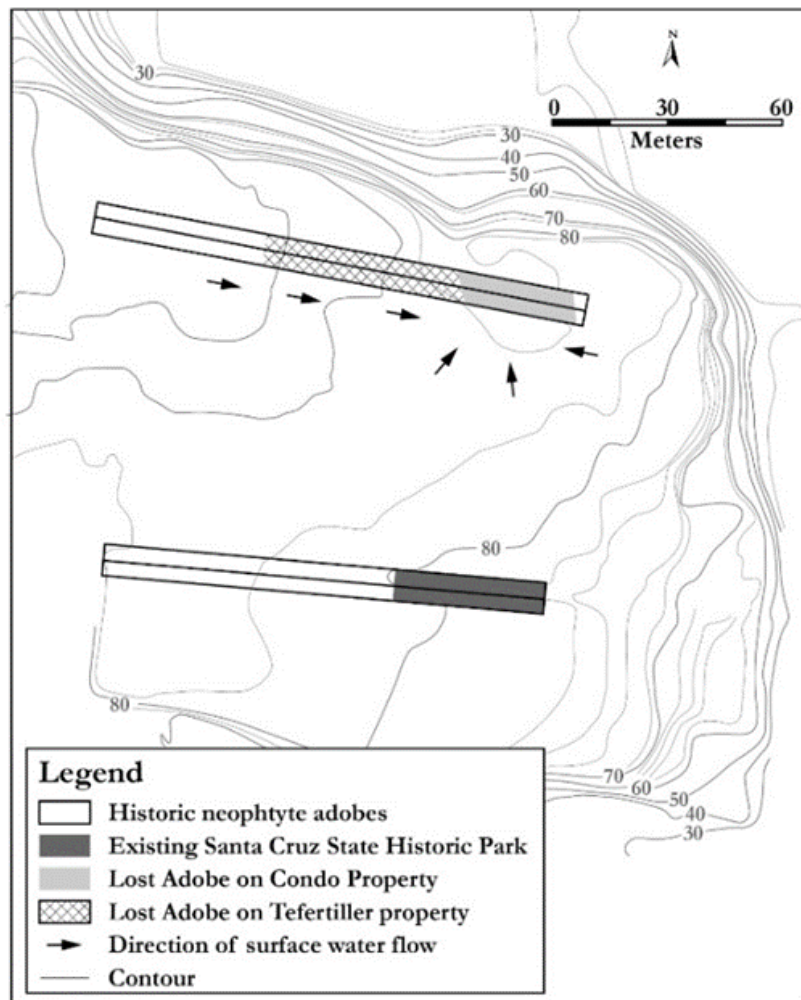 N
0 30 60
Meters
30
30
40
50
60
70
80
80
80
70
60
50
40
30
Legend
Historic neophtyte adobes
Existing Santa Cruz State Historic Park
Lost Adobe on Condo Property
Lost Adobe on Tefertiller property
Direction of surface water flow
Contour